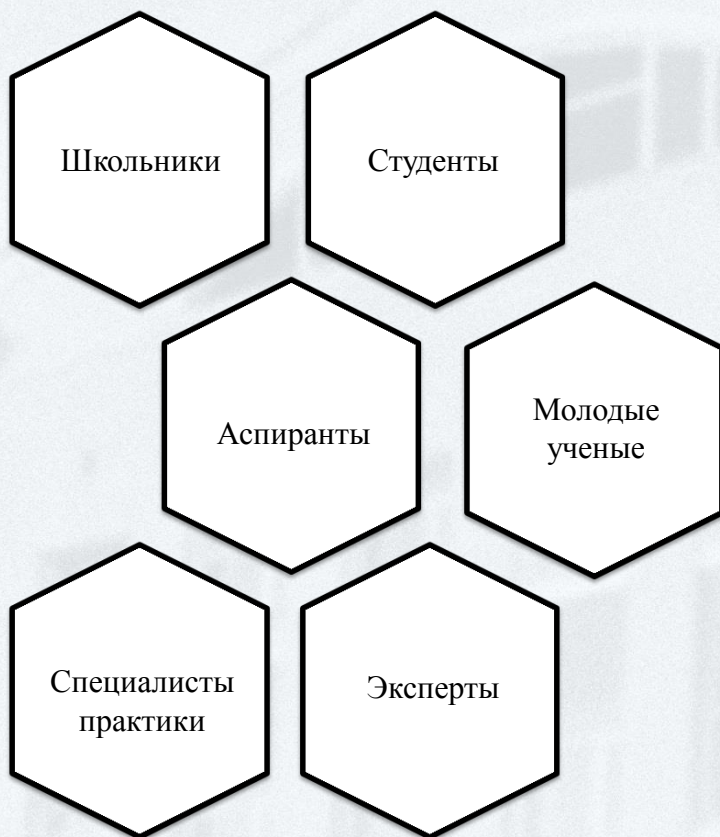 Школьники
Студенты
Аспиранты
Молодые
ученые
Специалисты
практики
Эксперты